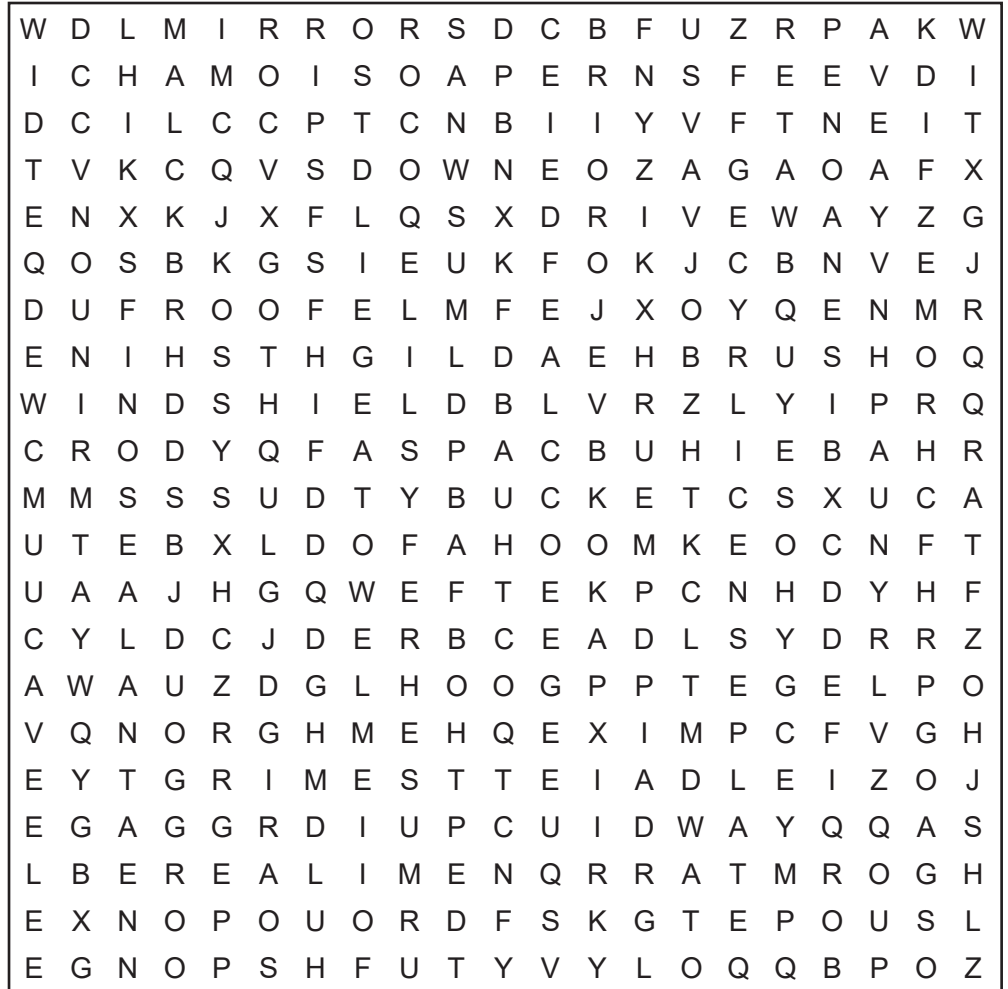 W D L M I R R O R S D C B F U Z R P A K W
I C H A M O I S O A P E R N S F E E V D I
D C I L C C P T C N B I I Y V F T N E I T
T V K C Q V S D O W N E O Z A G A O A F X
E N X K J X F L Q S X D R I V E W A Y Z G
Q O S B K G S I E U K F O K J C B N V E J
D U F R O O F E L M F E J X O Y Q E N M R
E N I H S T H G I L D A E H B R U S H O Q
W I N D S H I E L D B L V R Z L Y I P R Q
C R O D Y Q F A S P A C B U H I E B A H R
M M S S S U D T Y B U C K E T C S X U C A
U T E B X L D O F A H O O M K E O C N F T
U A A J H G Q W E F T E K P C N H D Y H F
C Y L D C J D E R B C E A D L S Y D R R Z
A W A U Z D G L H O O G P P T E G E L P O
V Q N O R G H M E H Q E X I M P C F V G H
E Y T G R I M E S T T E I A D L E I Z O J
E G A G G R D I U P C U I D W A Y Q Q A S
L B E R E A L I M E N Q R R A T M R O G H
E X N O P O U O R D F S K G T E P O U S L
E G N O P S H F U T Y V Y L O Q Q B P O Z